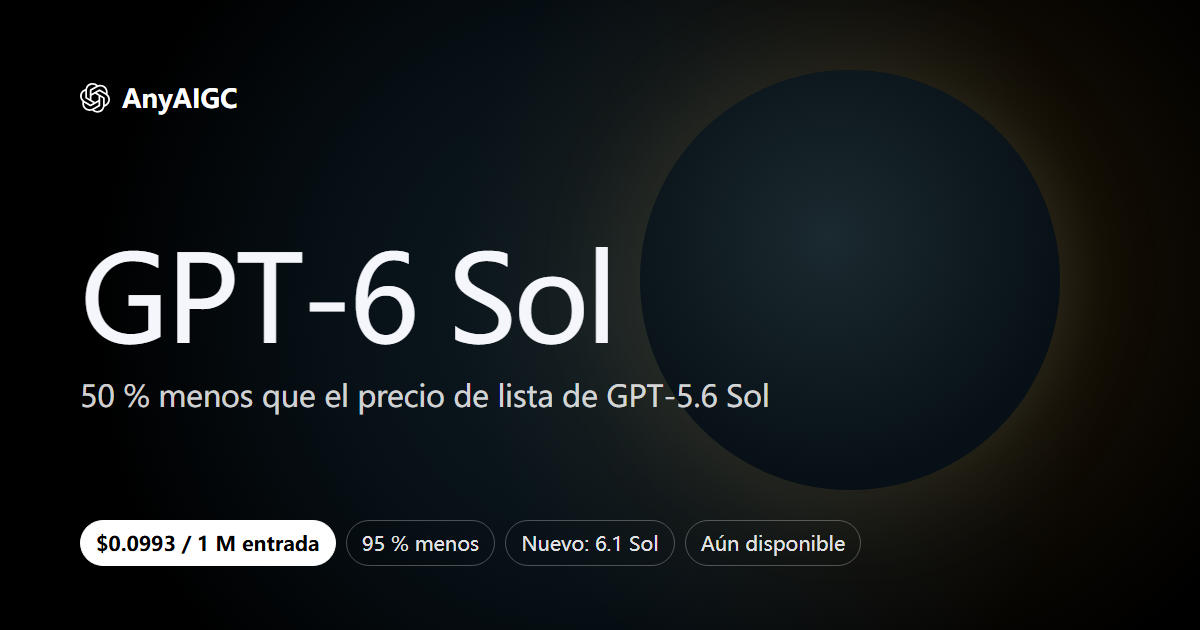 AnyAIGC
GPT-6 Sol
50 % menos que el precio de lista de GPT-5.6 Sol
$0.0993 / 1 M entrada
95 % menos
Nuevo: 6.1 Sol
Aún disponible